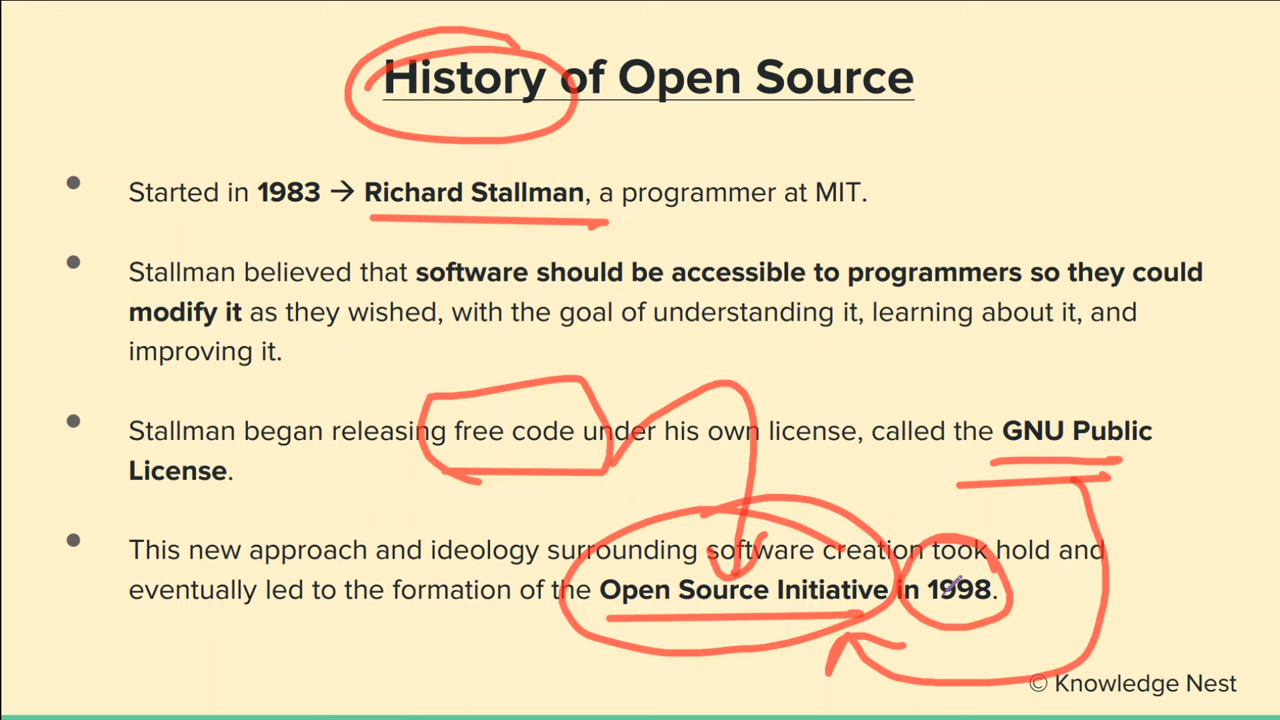 History of Open Source
• Started in 1983 → Richard Stallman, a programmer at MIT.
• Stallman believed that software should be accessible to programmers so they could
modify it as they wished, with the goal of understanding it, learning about it, and
improving it.
• Stallman began releasing free code under his own license, called the GNU Public
License.
• This new approach and ideology surrounding software creation took hold and
eventually led to the formation of the Open Source Initiative in 1998.
© Knowledge Nest